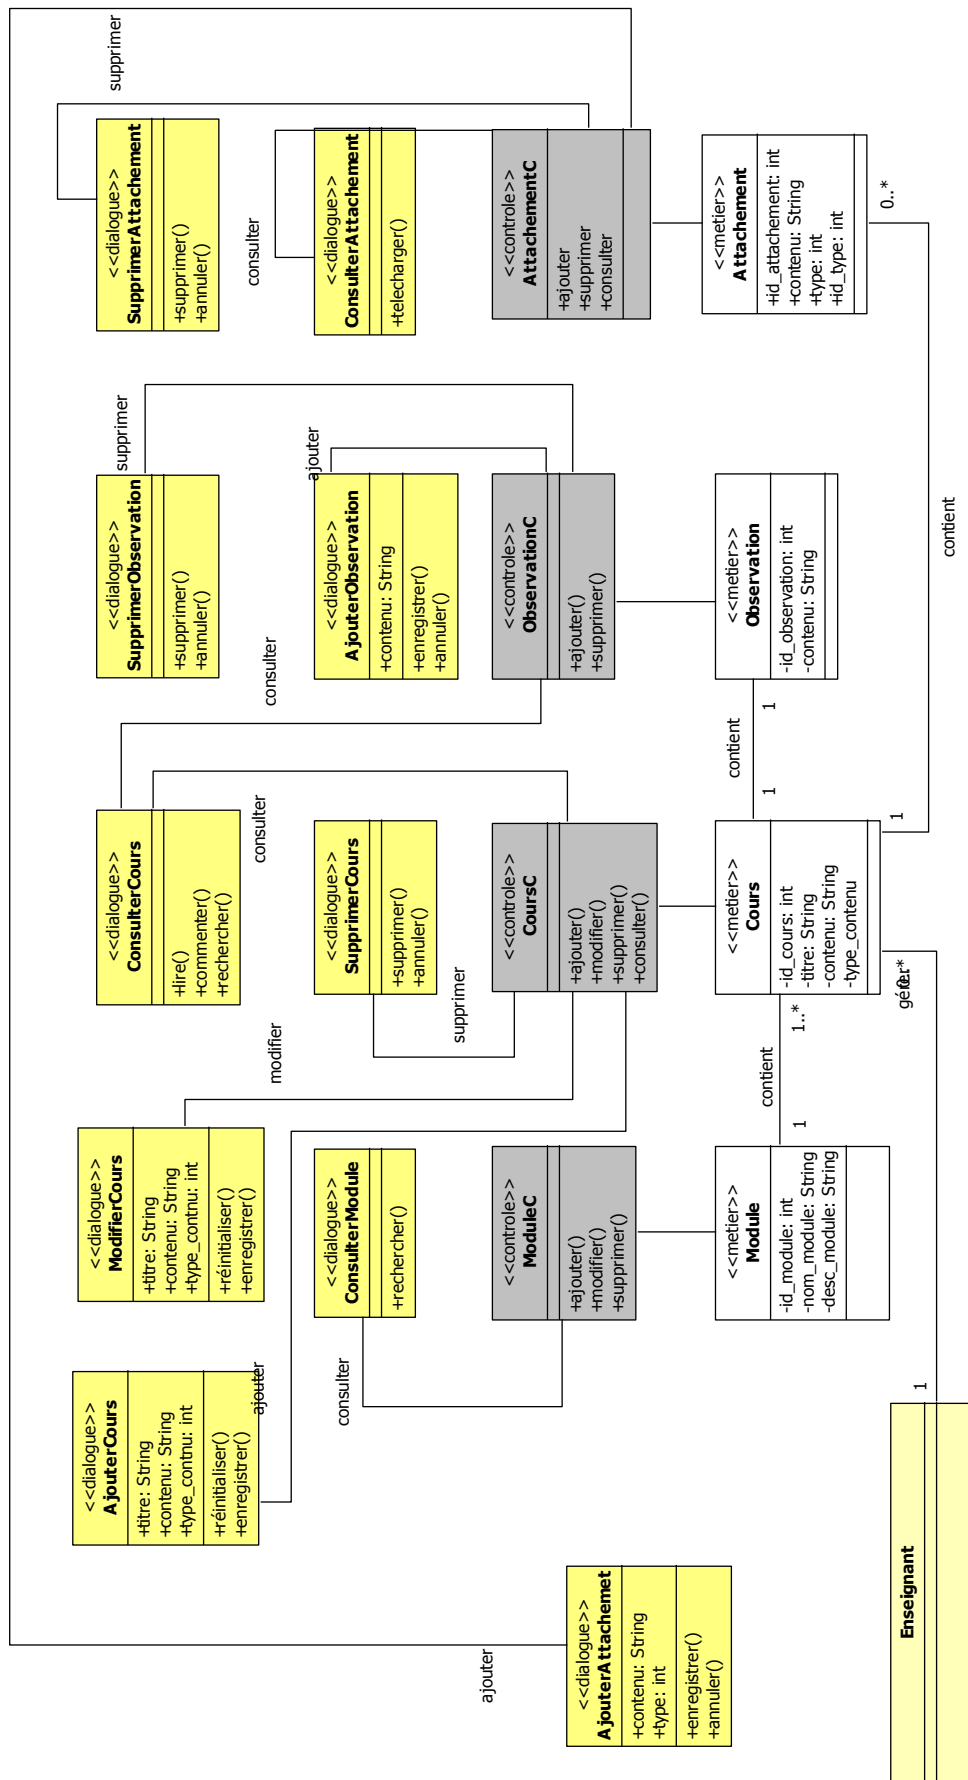 <<dialogue>>
AjouterCours
+titre: String
+contenu: String
+type_contnu: int
+réinitialiser()
+enregistrer()
<<dialogue>>
ModifierCours
+titre: String
+contenu: String
+type_contnu: int
+réinitialiser()
+enregistrer()
<<dialogue>>
ConsulterCours
+lire()
+commenter()
+rechercher()
<<dialogue>>
SupprimerObservation
+supprimer()
+annuler()
<<dialogue>>
SupprimerAttachement
+supprimer()
+annuler()
supprimer
supprimer
ajouter
modifier
consulter
consulter
consulter
ajouter
<<dialogue>>
ConsulterModule
+rechercher()
<<dialogue>>
SupprimerCours
+supprimer()
+annuler()
<<dialogue>>
AjouterObservation
+contenu: String
+enregistrer()
+annuler()
<<dialogue>>
ConsulterAttachement
+telecharger()
consulter
supprimer
ajouter
<<controle>>
ModuleC
+ajouter()
+modifier()
+supprimer()
<<controle>>
CoursC
+ajouter()
+modifier()
+supprimer()
+consulter()
<<controle>>
ObservationC
+ajouter()
+supprimer()
<<controle>>
AttachementC
+ajouter
+supprimer
+consulter
<<dialogue>>
AjouterAttachemet
+contenu: String
+type: int
+enregistrer()
+annuler()
<<metier>>
Module
-id_module: int
-nom_module: String
-desc_module: String
1
contient
1..*
<<metier>>
Cours
-id_cours: int
-titre: String
-contenu: String
-type_contenu
1
contient
1
<<metier>>
Observation
-id_observation: int
-contenu: String
<<metier>>
Attachement
+id_attachement: int
+contenu: String
+type: int
+id_type: int
0..*
1
contient
gérer
0..*
1
Enseignant